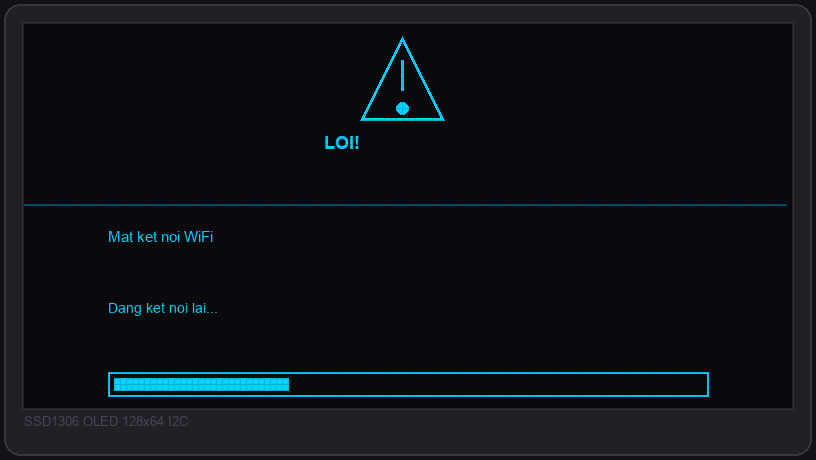 LOI!
Mat ket noi WiFi
Dang ket noi lai...
SSD1306 OLED 128x64 I2C